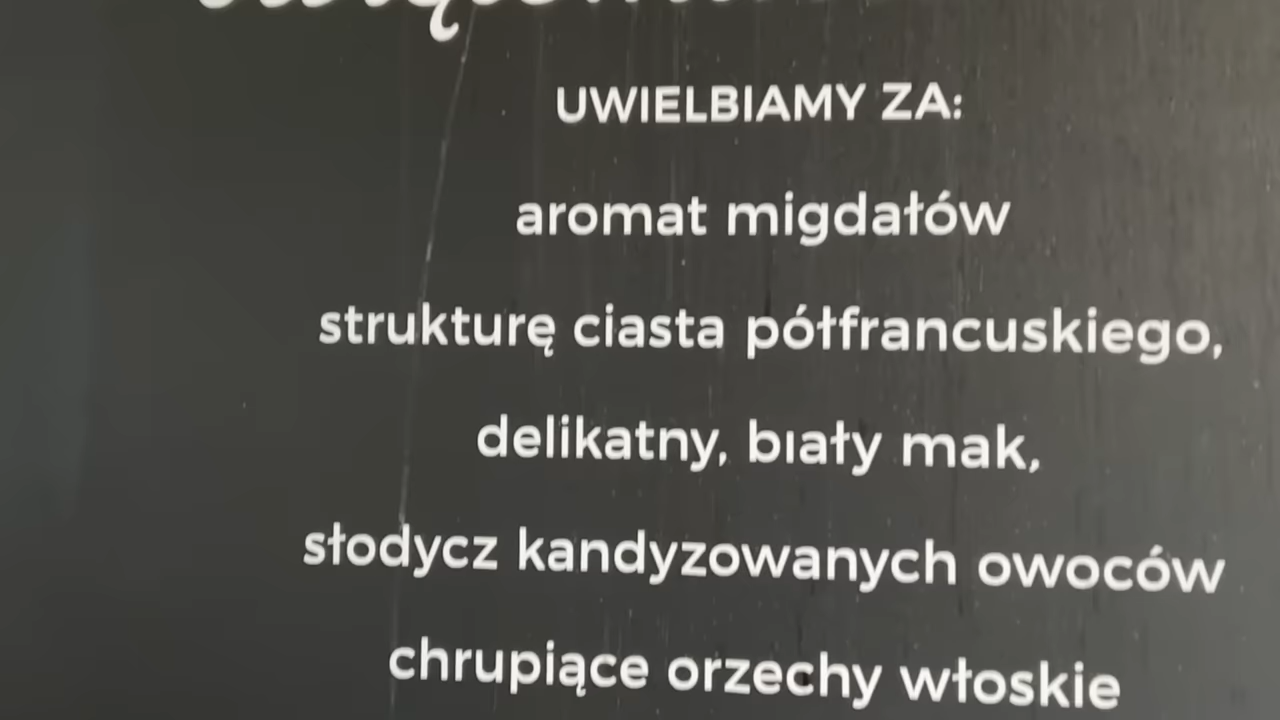 UWIELBIAMY ZA:
aromat migdałów
strukturę ciasta półfrancuskiego,
delikatny, biały mak,
słodycz kandyzowanych owoców
chrupiące orzechy włoskie